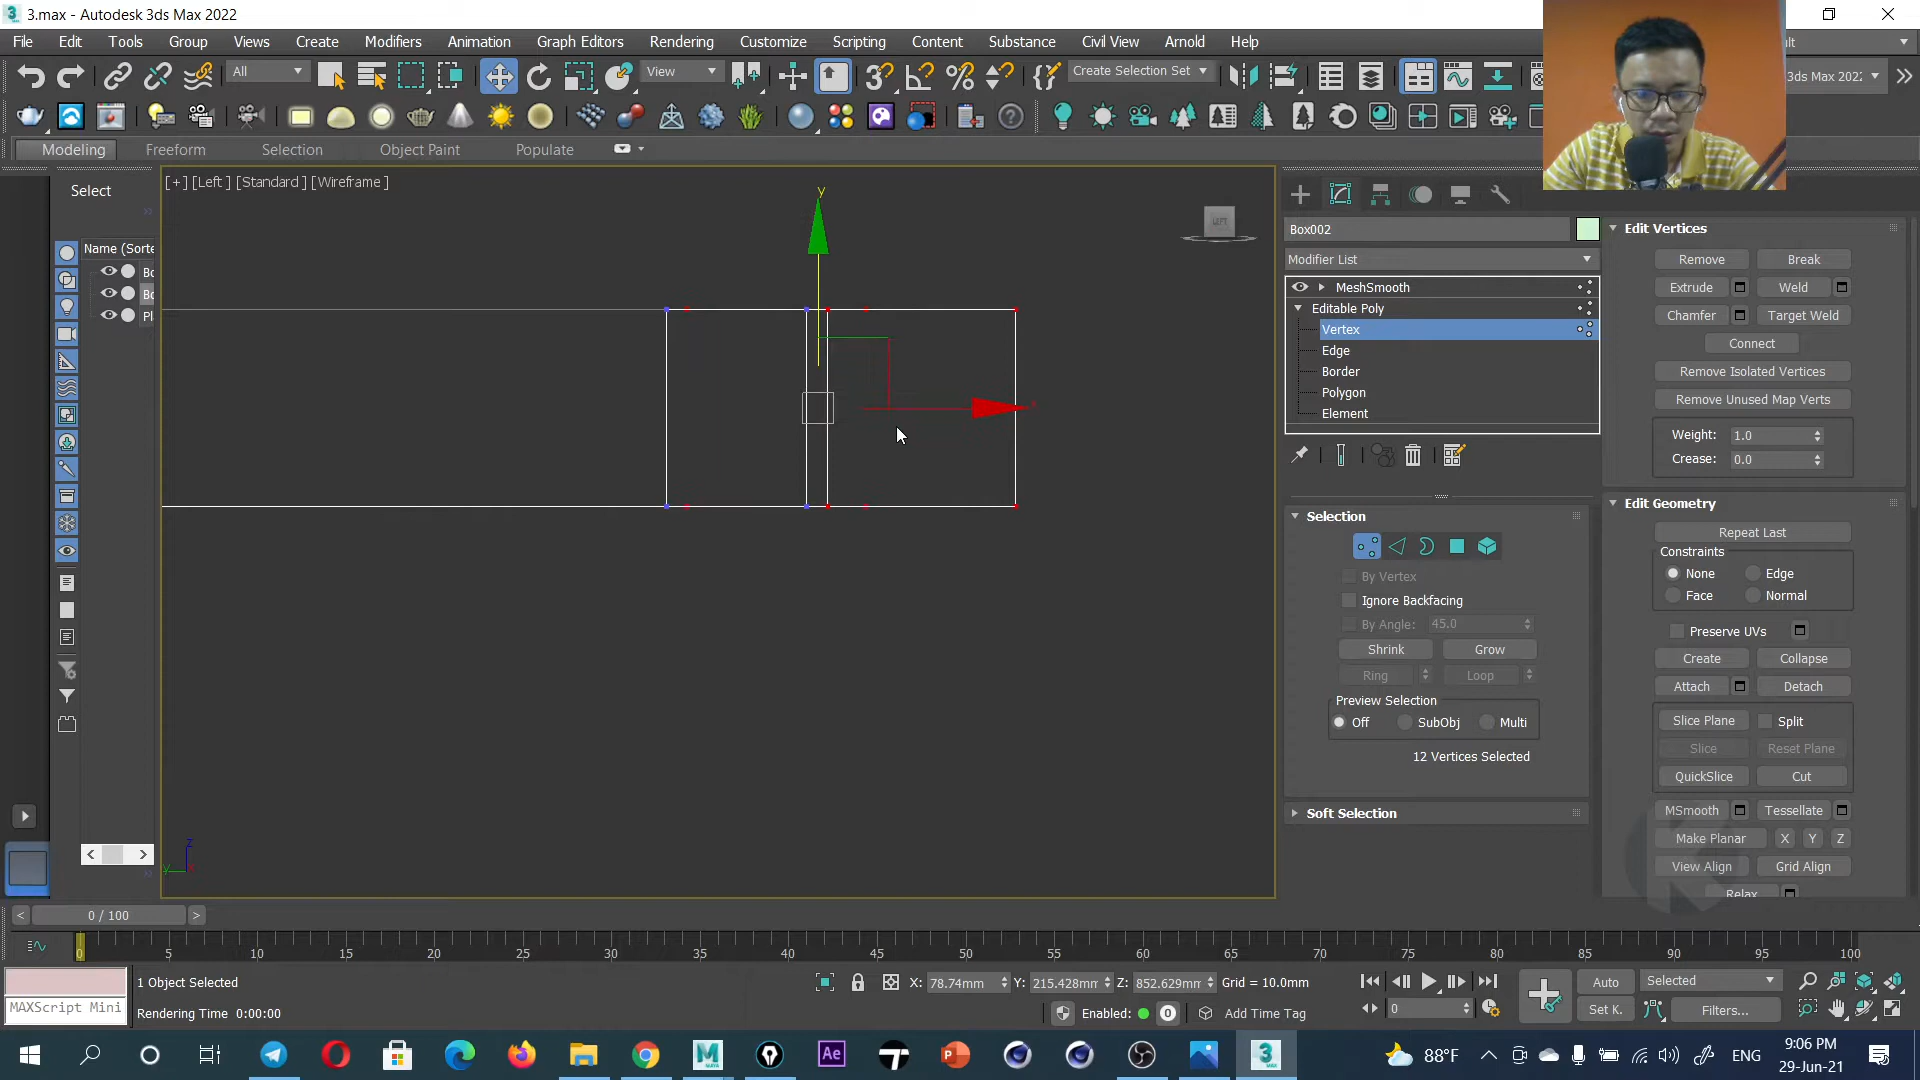 3.max - Autodesk 3ds Max 2022
File Edit Tools Group Views Create Modifiers Animation Graph Editors Rendering Customize Scripting Content Substance Civil View Arnold Help
All View Create Selection Set 3ds Max 202
Modeling Freeform Selection Object Paint Populate
Select
[+] [Left ] [Standard ] [Wireframe ]
y
LEFT
Name (Sorte
Bo
Bo
Pl
Box002
Modifier List
MeshSmooth
Editable Poly
Vertex
Edge
Border
Polygon
Element
Selection
By Vertex
Ignore Backfacing
By Angle: 45.0
Shrink Grow
Ring Loop
Preview Selection
Off SubObj Multi
12 Vertices Selected
Soft Selection
Edit Vertices
Remove Break
Extrude Weld
Chamfer Target Weld
Connect
Remove Isolated Vertices
Remove Unused Map Verts
Weight: 1.0
Crease: 0.0
Edit Geometry
Repeat Last
Constraints
None Edge
Face Normal
Preserve UVs
Create Collapse
Attach Detach
Slice Plane Split
Slice Reset Plane
QuickSlice Cut
MSmooth Tessellate
Make Planar X Y Z
View Align Grid Align
Relax
z
y
0 / 100
0 5 10 15 20 25 30 35 40 45 50 55 60 65 70 75 80 85 90 95 100
1 Object Selected
X: 78.74mm Y: 215.428mm Z: 852.629mm Grid = 10.0mm
Auto Selected
MAXScript Mini
Rendering Time 0:00:00
Enabled: 0 Add Time Tag
0
Set K. Filters...
88°F ENG
9:06 PM
29-Jun-21